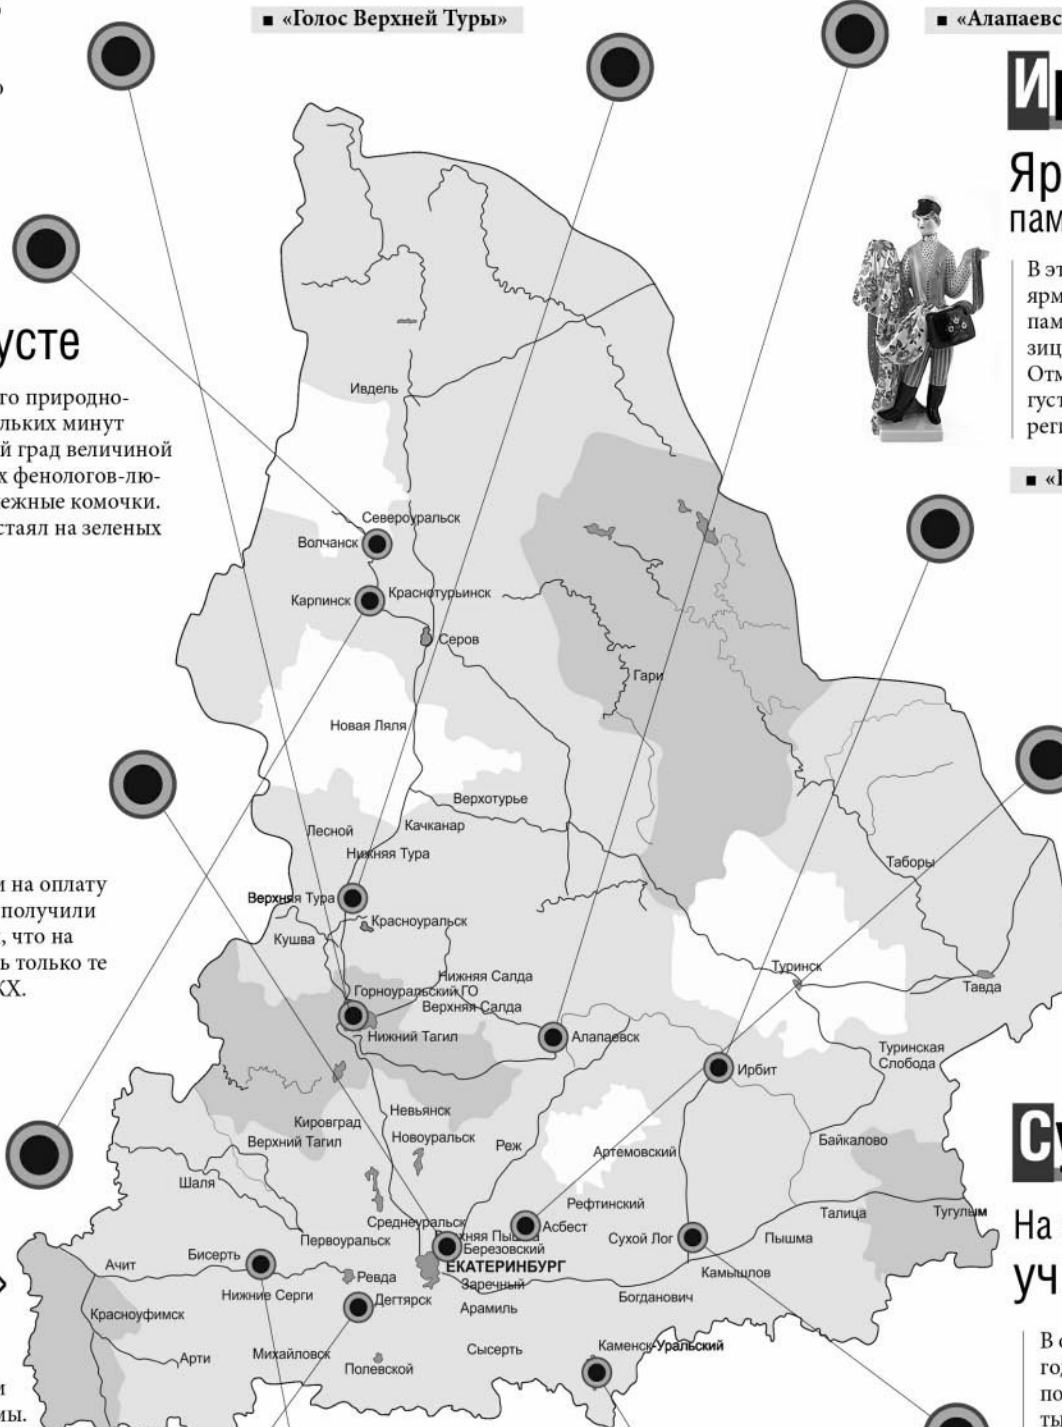 ■ «Голос Верхней Туры»
усте
го природно-
льких минут
й град величиной
х фенологов-лю-
ежные комочки.
стаял на зеленых
и на оплату
получили
, что на
ь только те
КХ.
»
и
мы.
Ивдель
Североуральск
Волчанск
Карпинск
Краснотурьинск
Серов
Гари
Новая Ляля
Верхотурье
Качканар
Лесной
Нижняя Тура
Верхняя Тура
Красноуральск
Кушва
Таборы
Туринск
Тавда
Нижняя Салда
Горноуральский ГО
Верхняя Салда
Нижний Тагил
Алапаевск
Ирбит
Туринская
Слобода
Кировград
Невьянск
Верхний Тагил
Новоуральск
Реж
Артемовский
Байкалово
Шаля
Рефтинский
Талица
Тугулым
Среднеуральск
Асбест
Сухой Лог
Пышма
Первоуральск
Березовский
ЕКАТЕРИНБУРГ
Заречный
Ачит
Бисерть
Ревда
Камышлов
Нижние Серги
Дегтярск
Арамиль
Богданович
Красноуфимск
Арти
Михайловск
Полевской
Сысерть
Каменск-Уральский
■ «Алапаевс
Яр
пам
В эт
ярм
пам
зиц
Отм
густ
реги
Су
На
уч
В с
год
по
ты